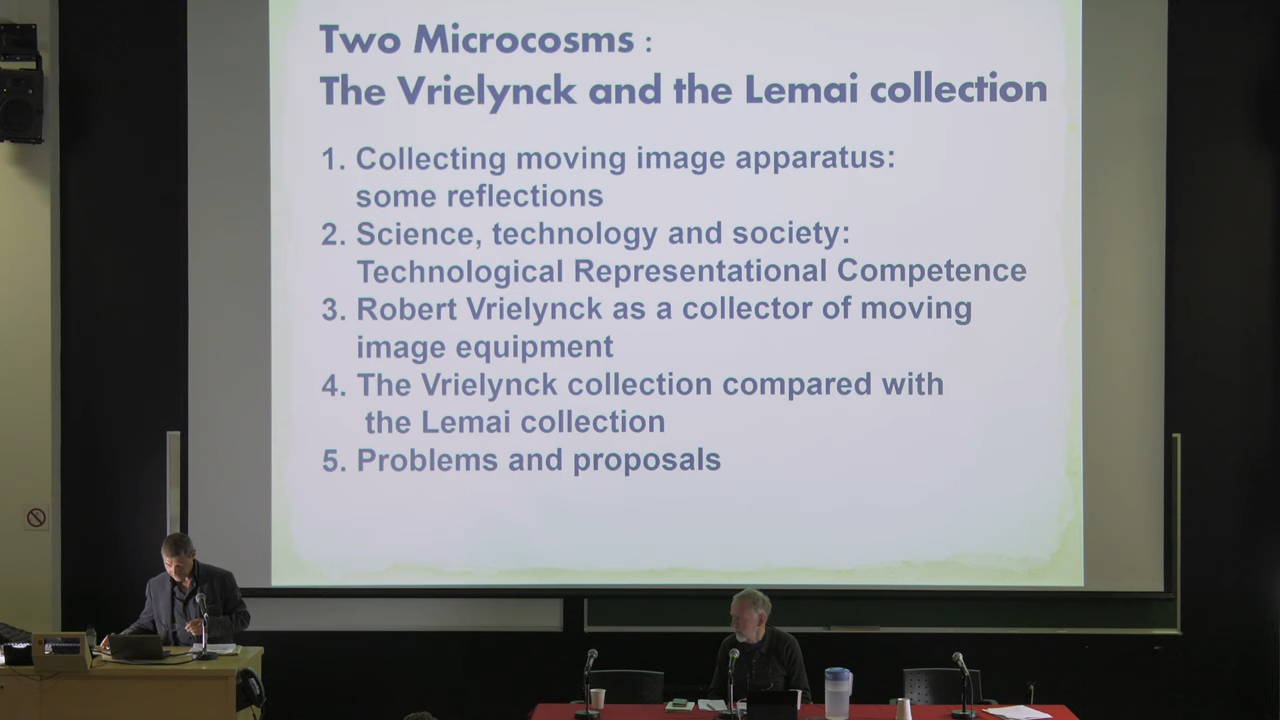 Two Microcosms :
The Vrielynck and the Lemai collection
1. Collecting moving image apparatus:
some reflections
2. Science, technology and society:
Technological Representational Competence
3. Robert Vrielynck as a collector of moving
image equipment
4. The Vrielynck collection compared with
the Lemai collection
5. Problems and proposals